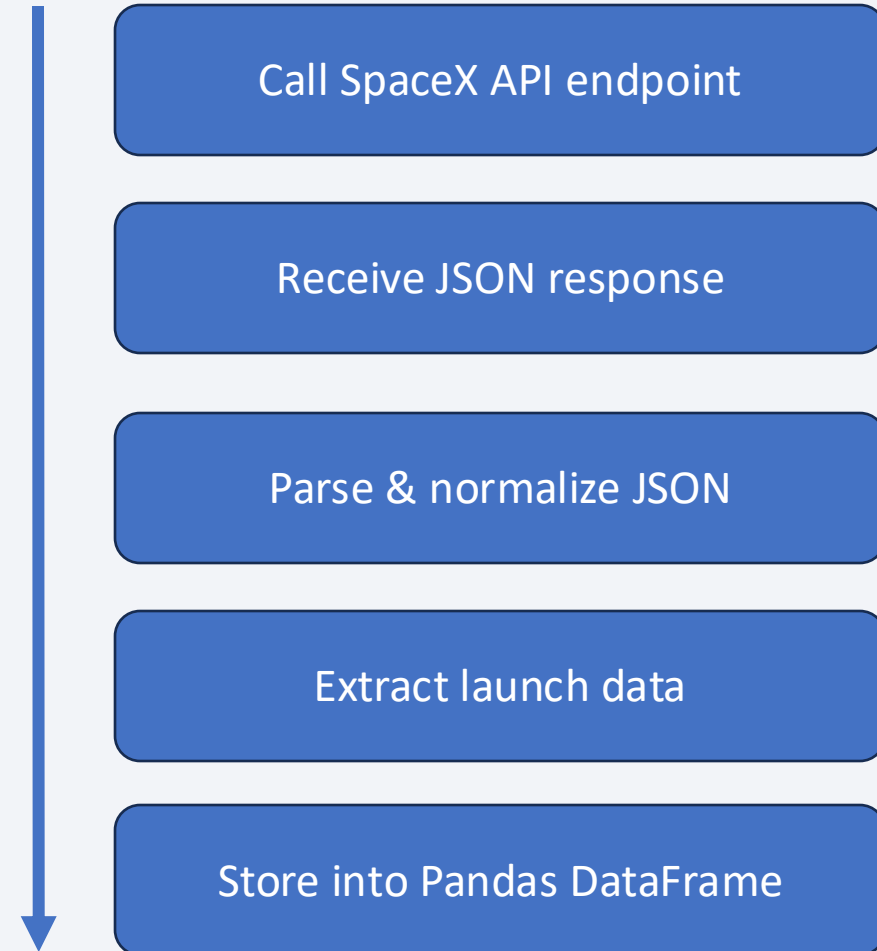 Call SpaceX API endpoint
Receive JSON response
Parse & normalize JSON
Extract launch data
Store into Pandas DataFrame